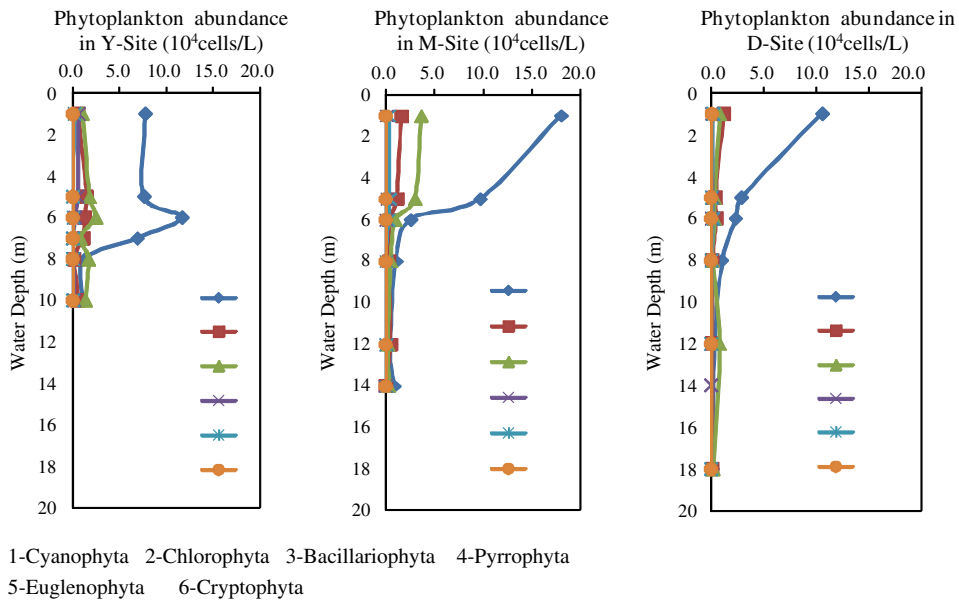 Phytoplankton abundance
in Y-Site (10⁴cells/L)
0.0 5.0 10.0 15.0 20.0
0
2
4
6
8
10
12
14
16
18
20
Water Depth (m)
Phytoplankton abundance
in M-Site (10⁴cells/L)
0.0 5.0 10.0 15.0 20.0
0
2
4
6
8
10
12
14
16
18
20
Water Depth (m)
Phytoplankton abundance in
D-Site (10⁴cells/L)
0.0 5.0 10.0 15.0 20.0
0
2
4
6
8
10
12
14
16
18
20
Water Depth (m)
1-Cyanophyta 2-Chlorophyta 3-Bacillariophyta 4-Pyrrophyta
5-Euglenophyta 6-Cryptophyta